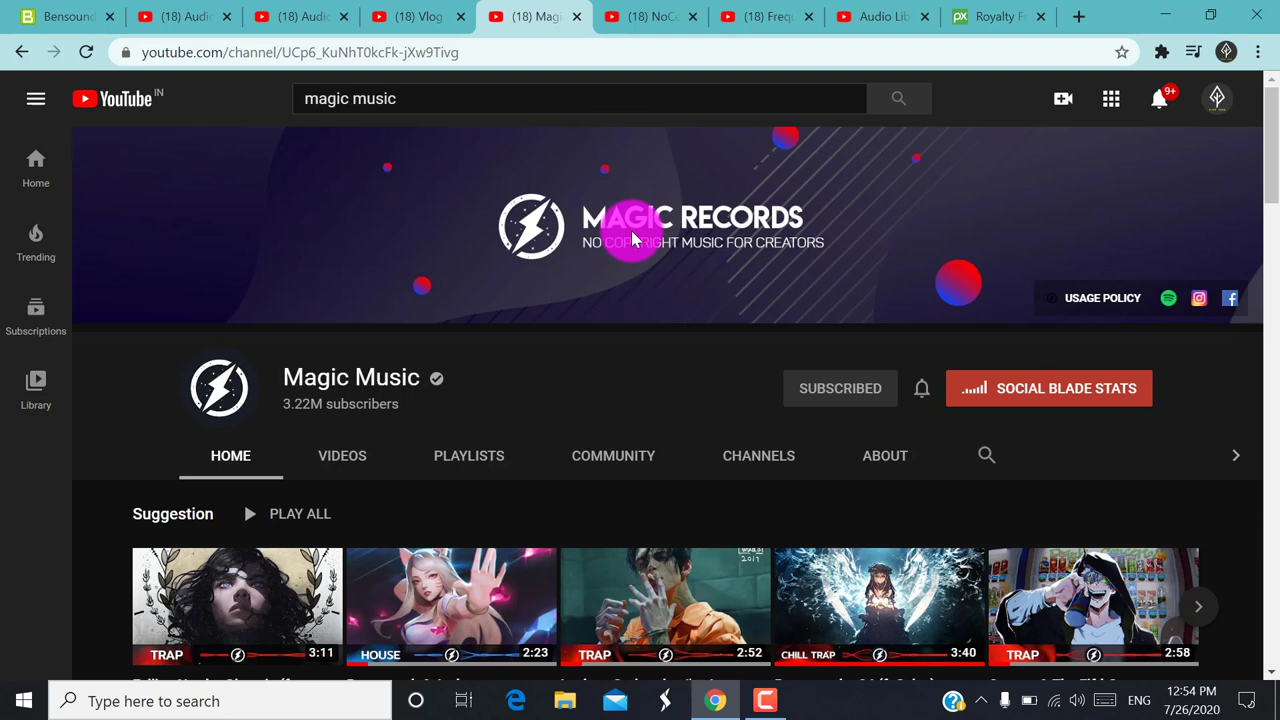 Bensound
(18) Audi
(18) Audi
(18) Vlog
(18) Magi
(18) NoCo
(18) Frequ
Audio Lib
Royalty F
youtube.com/channel/UCp6_KuNhT0kcFk-jXw9Tivg
YouTube IN
magic music
9+
Home
Trending
Subscriptions
Library
MAGIC RECORDS
NO COPYRIGHT MUSIC FOR CREATORS
USAGE POLICY
Magic Music
3.22M subscribers
SUBSCRIBED
SOCIAL BLADE STATS
HOME VIDEOS PLAYLISTS COMMUNITY CHANNELS ABOUT
Suggestion PLAY ALL
TRAP 3:11
HOUSE 2:23
2017
TRAP 2:52
CHILL TRAP 3:40
TRAP 2:58
Type here to search
ENG
12:54 PM
7/26/2020